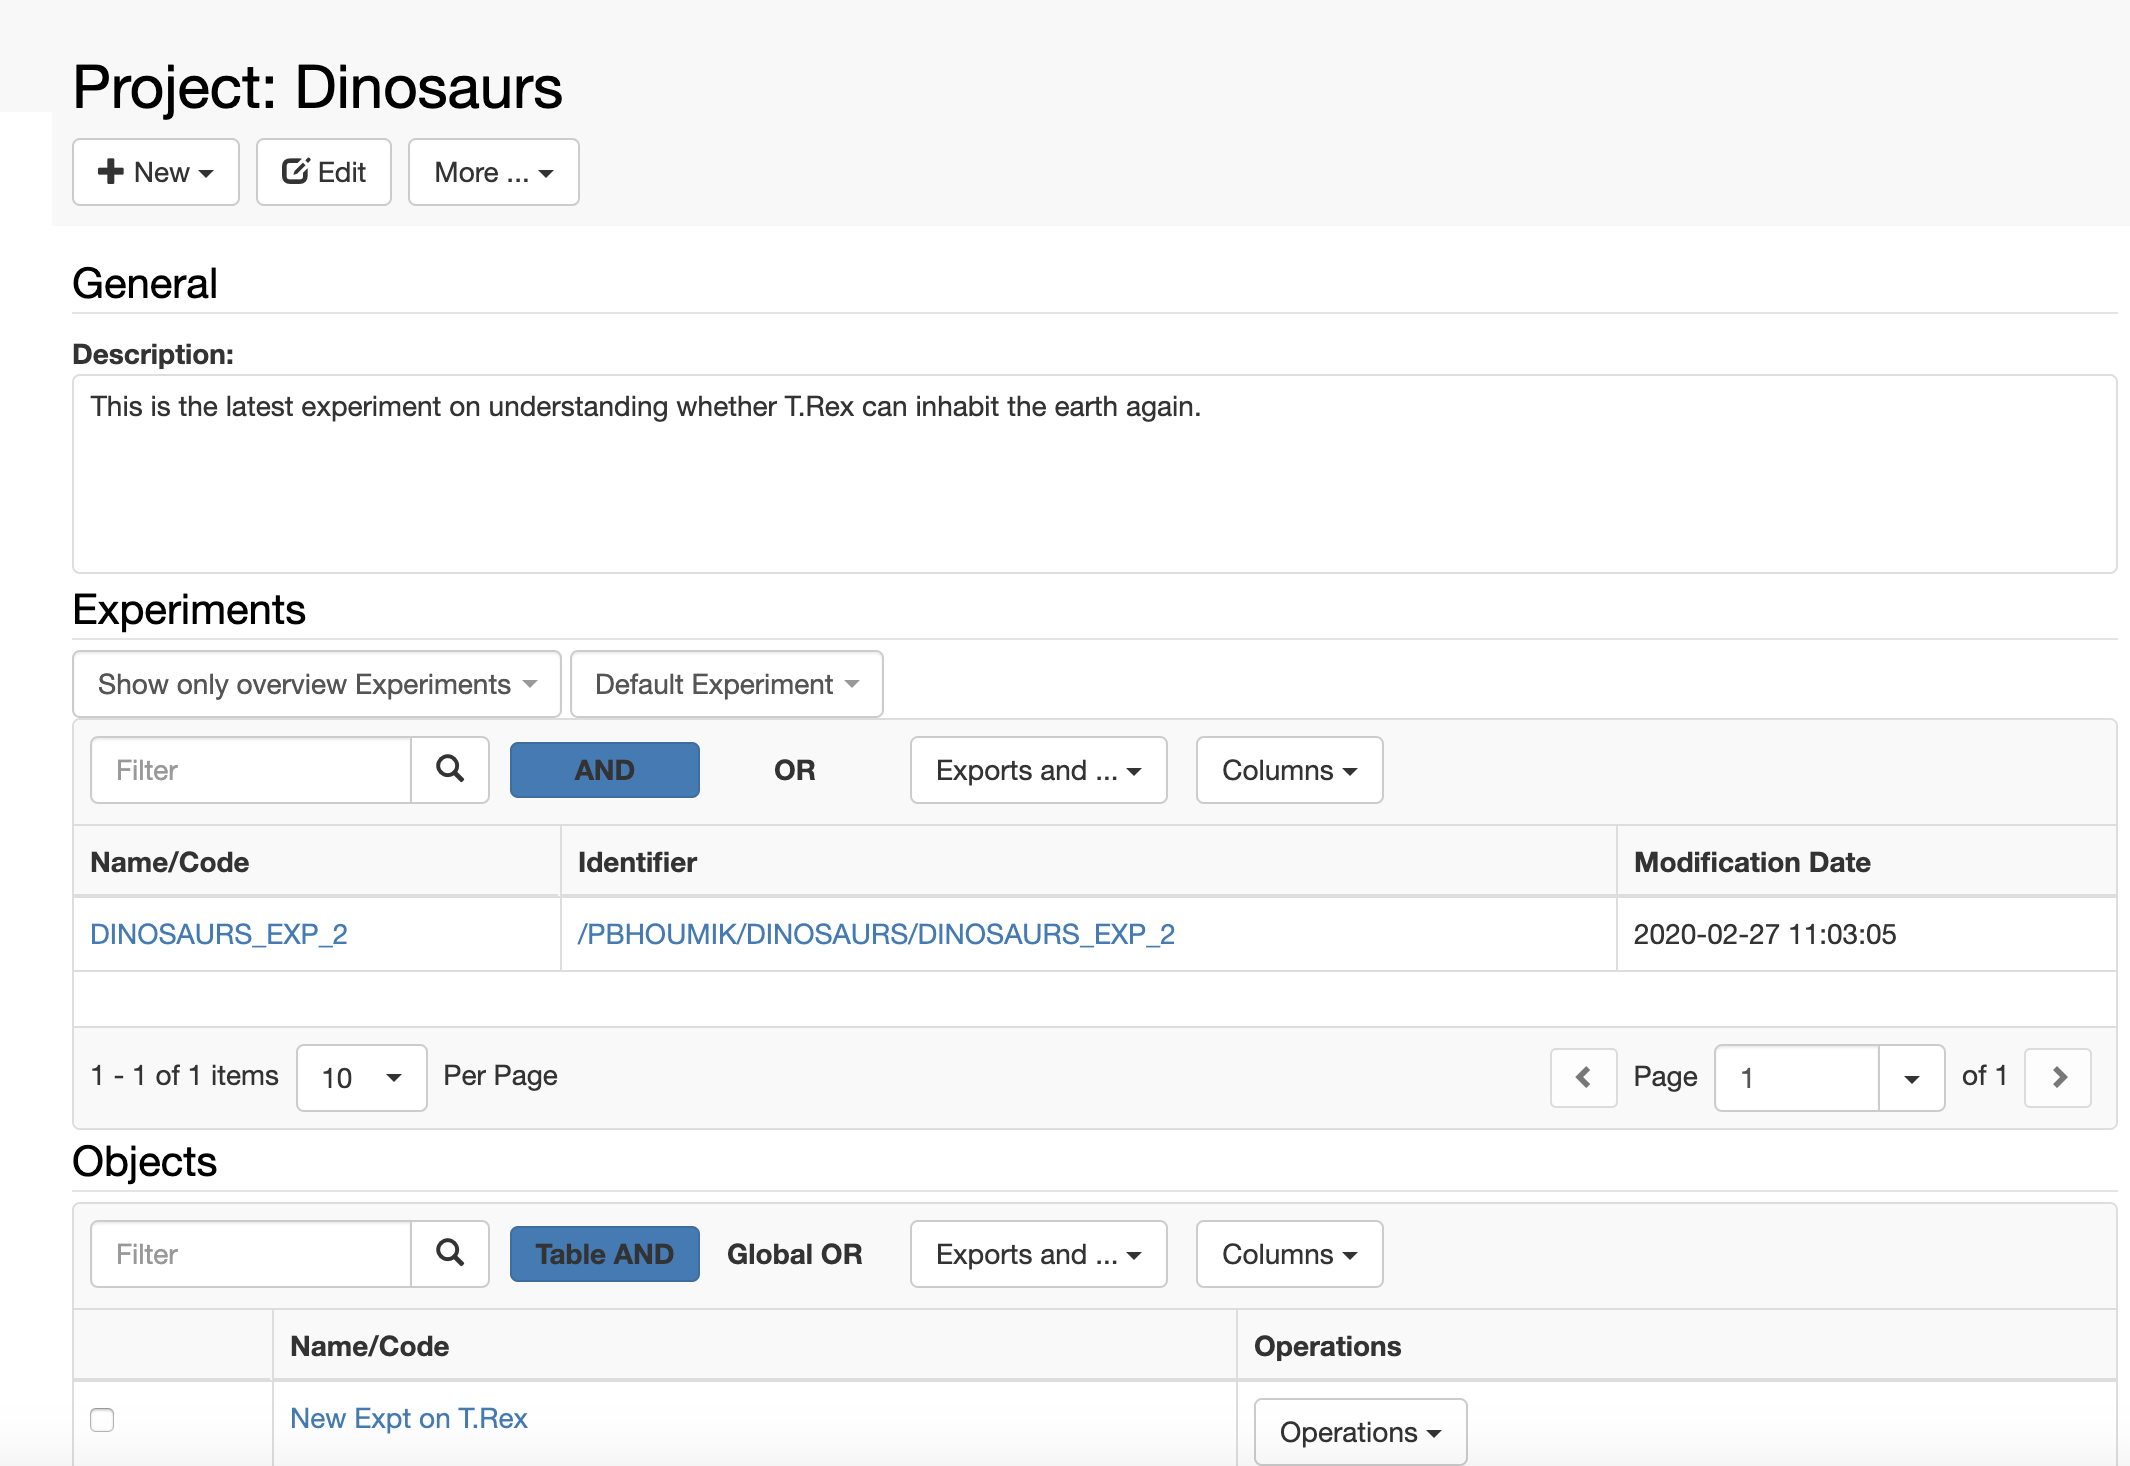 Project: Dinosaurs
New Edit More ...
General
Description:
This is the latest experiment on understanding whether T.Rex can inhabit the earth again.
Experiments
Show only overview Experiments Default Experiment
Filter AND OR Exports and ... Columns
Name/Code Identifier Modification Date
DINOSAURS_EXP_2 /PBHOUMIK/DINOSAURS/DINOSAURS_EXP_2 2020-02-27 11:03:05
1 - 1 of 1 items 10 Per Page Page 1 of 1
Objects
Filter Table AND Global OR Exports and ... Columns
Name/Code Operations
New Expt on T.Rex Operations